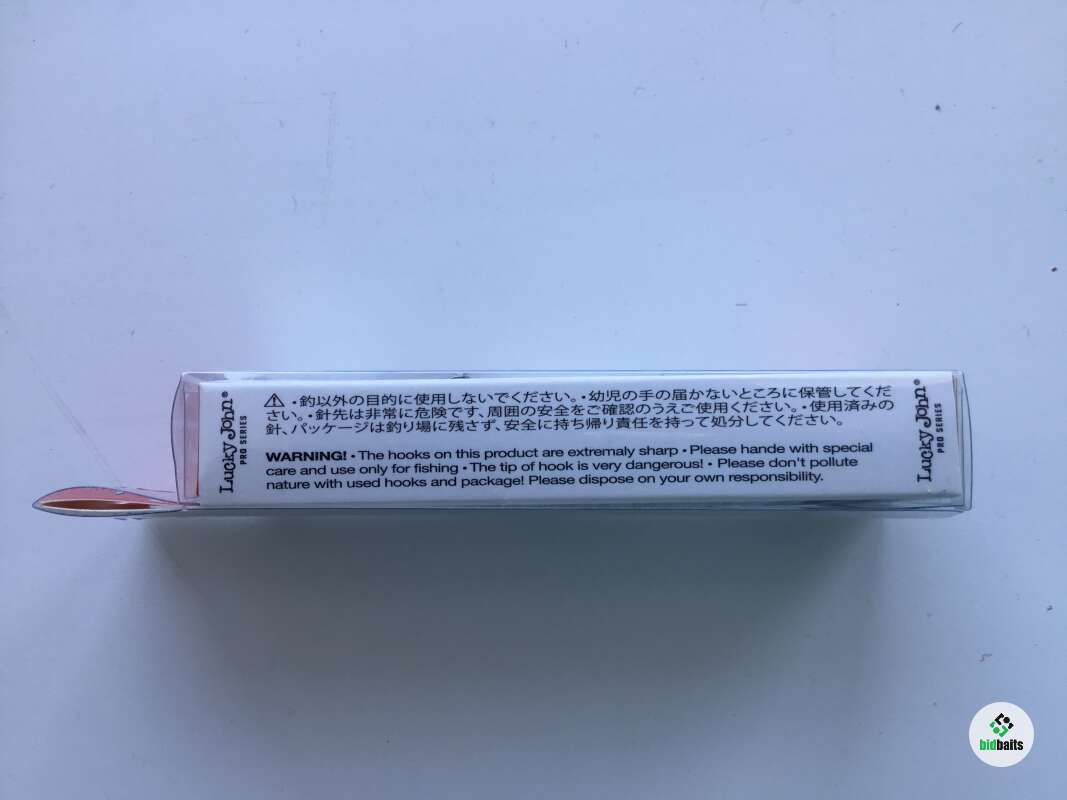 Lucky John®
PRO SERIES
⚠ ・釣以外の目的に使用しないでください。・幼児の手の届かないところに保管してくだ
さい。・針先は非常に危険です、周囲の安全をご確認のうえご使用ください。・使用済みの
針、パッケージは釣り場に残さず、安全に持ち帰り責任を持って処分してください。
WARNING! • The hooks on this product are extremaly sharp • Please hande with special
care and use only for fishing • The tip of hook is very dangerous! • Please don't pollute
nature with used hooks and package! Please dispose on your own responsibility.
Lucky John®
PRO SERIES
bidbaits